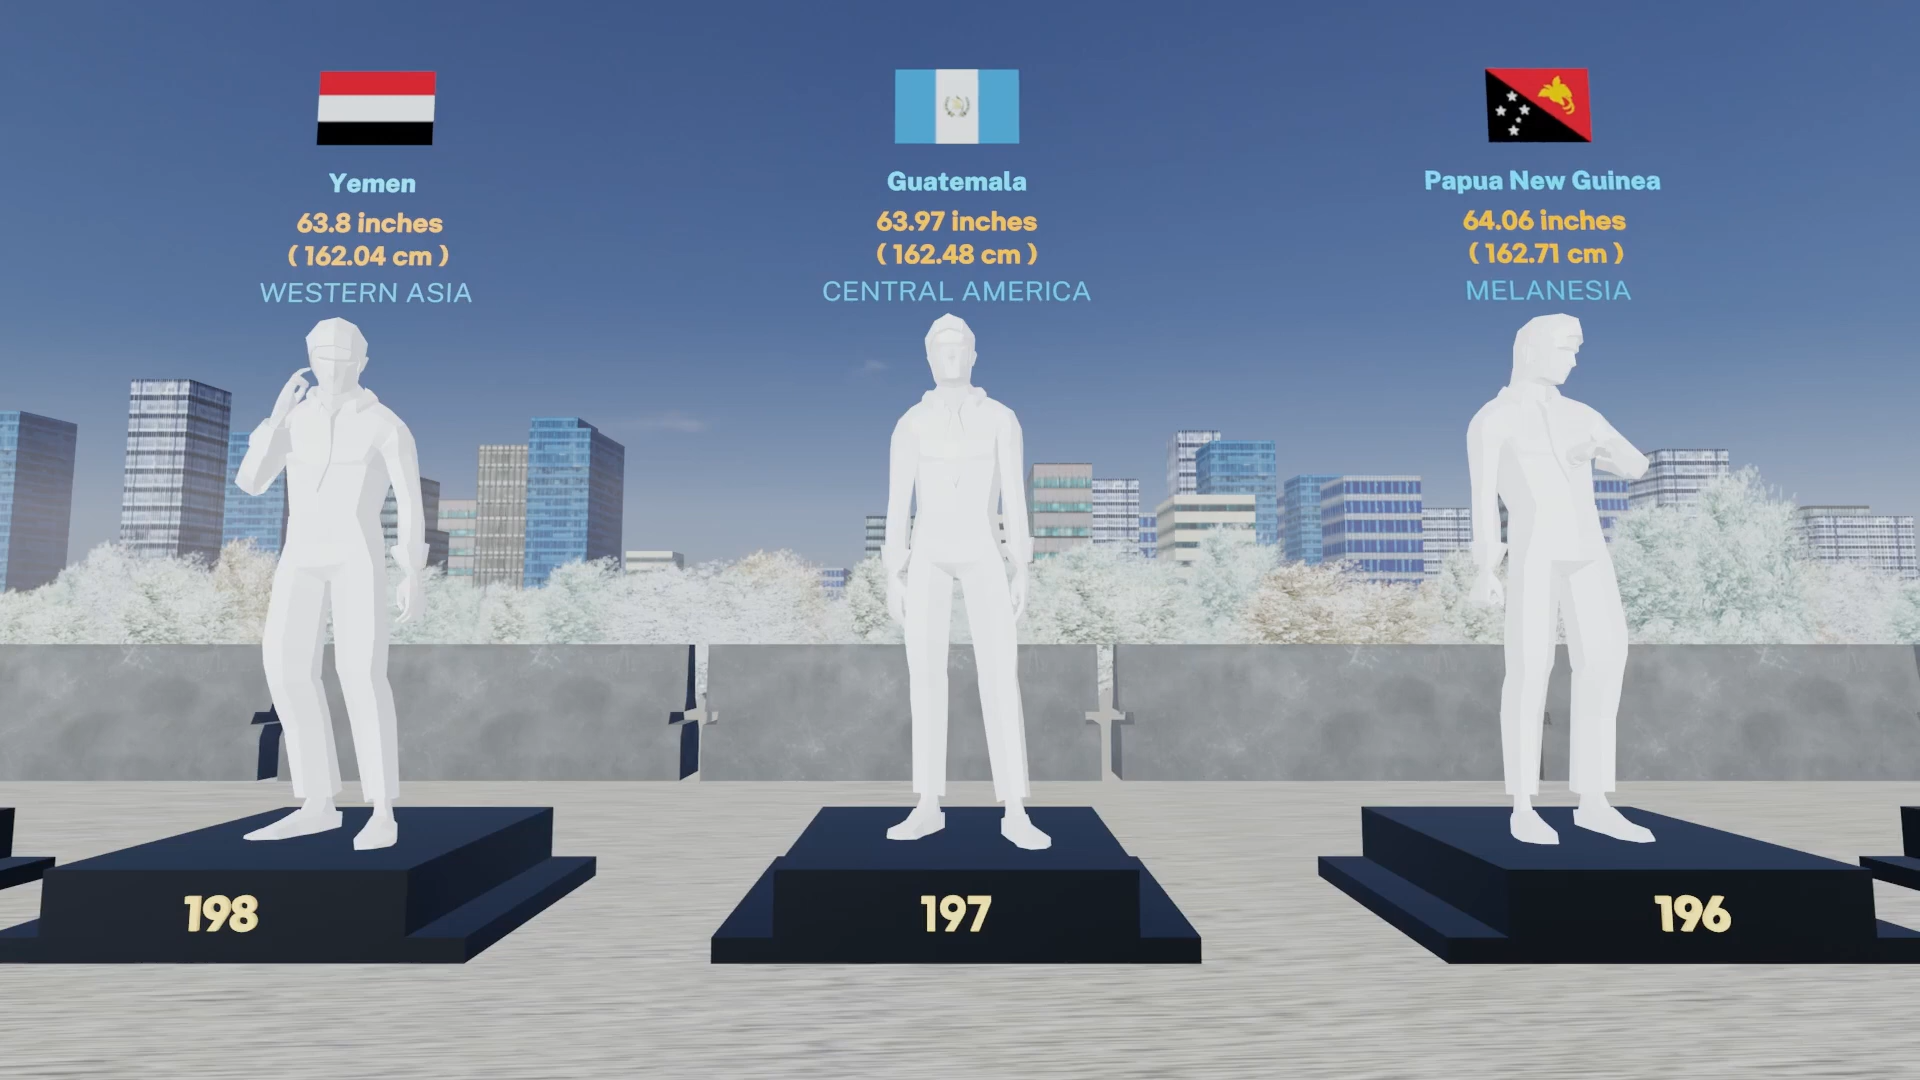 Yemen
63.8 inches
( 162.04 cm )
WESTERN ASIA
198
Guatemala
63.97 inches
( 162.48 cm )
CENTRAL AMERICA
197
Papua New Guinea
64.06 inches
( 162.71 cm )
MELANESIA
196